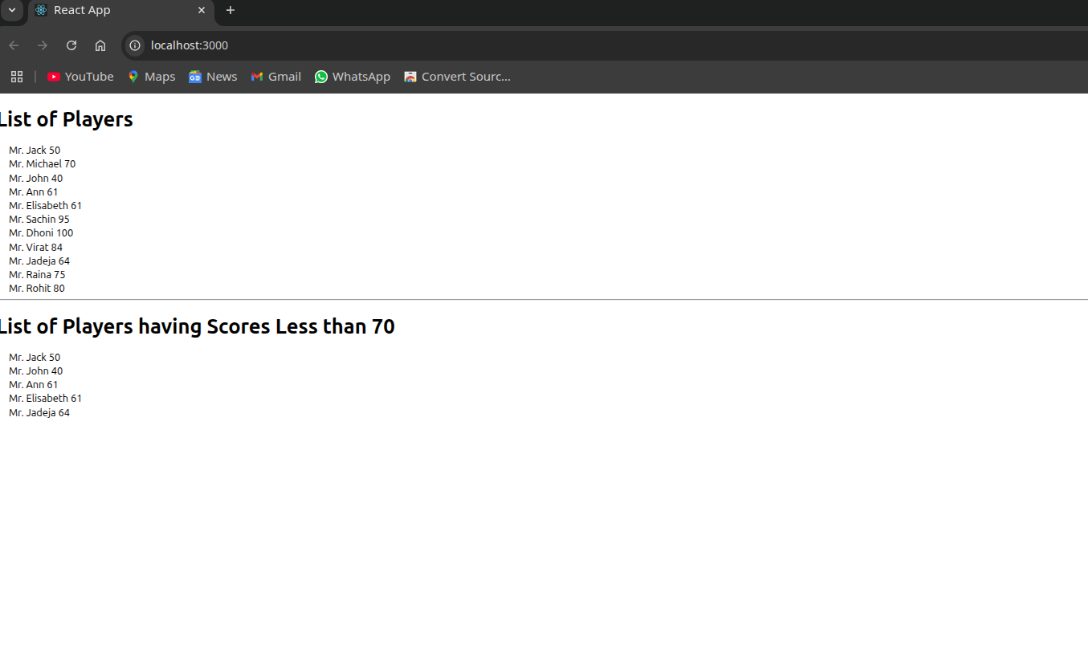 React App
localhost:3000
YouTube Maps News Gmail WhatsApp Convert Sourc...
List of Players
Mr. Jack 50
Mr. Michael 70
Mr. John 40
Mr. Ann 61
Mr. Elisabeth 61
Mr. Sachin 95
Mr. Dhoni 100
Mr. Virat 84
Mr. Jadeja 64
Mr. Raina 75
Mr. Rohit 80
List of Players having Scores Less than 70
Mr. Jack 50
Mr. John 40
Mr. Ann 61
Mr. Elisabeth 61
Mr. Jadeja 64